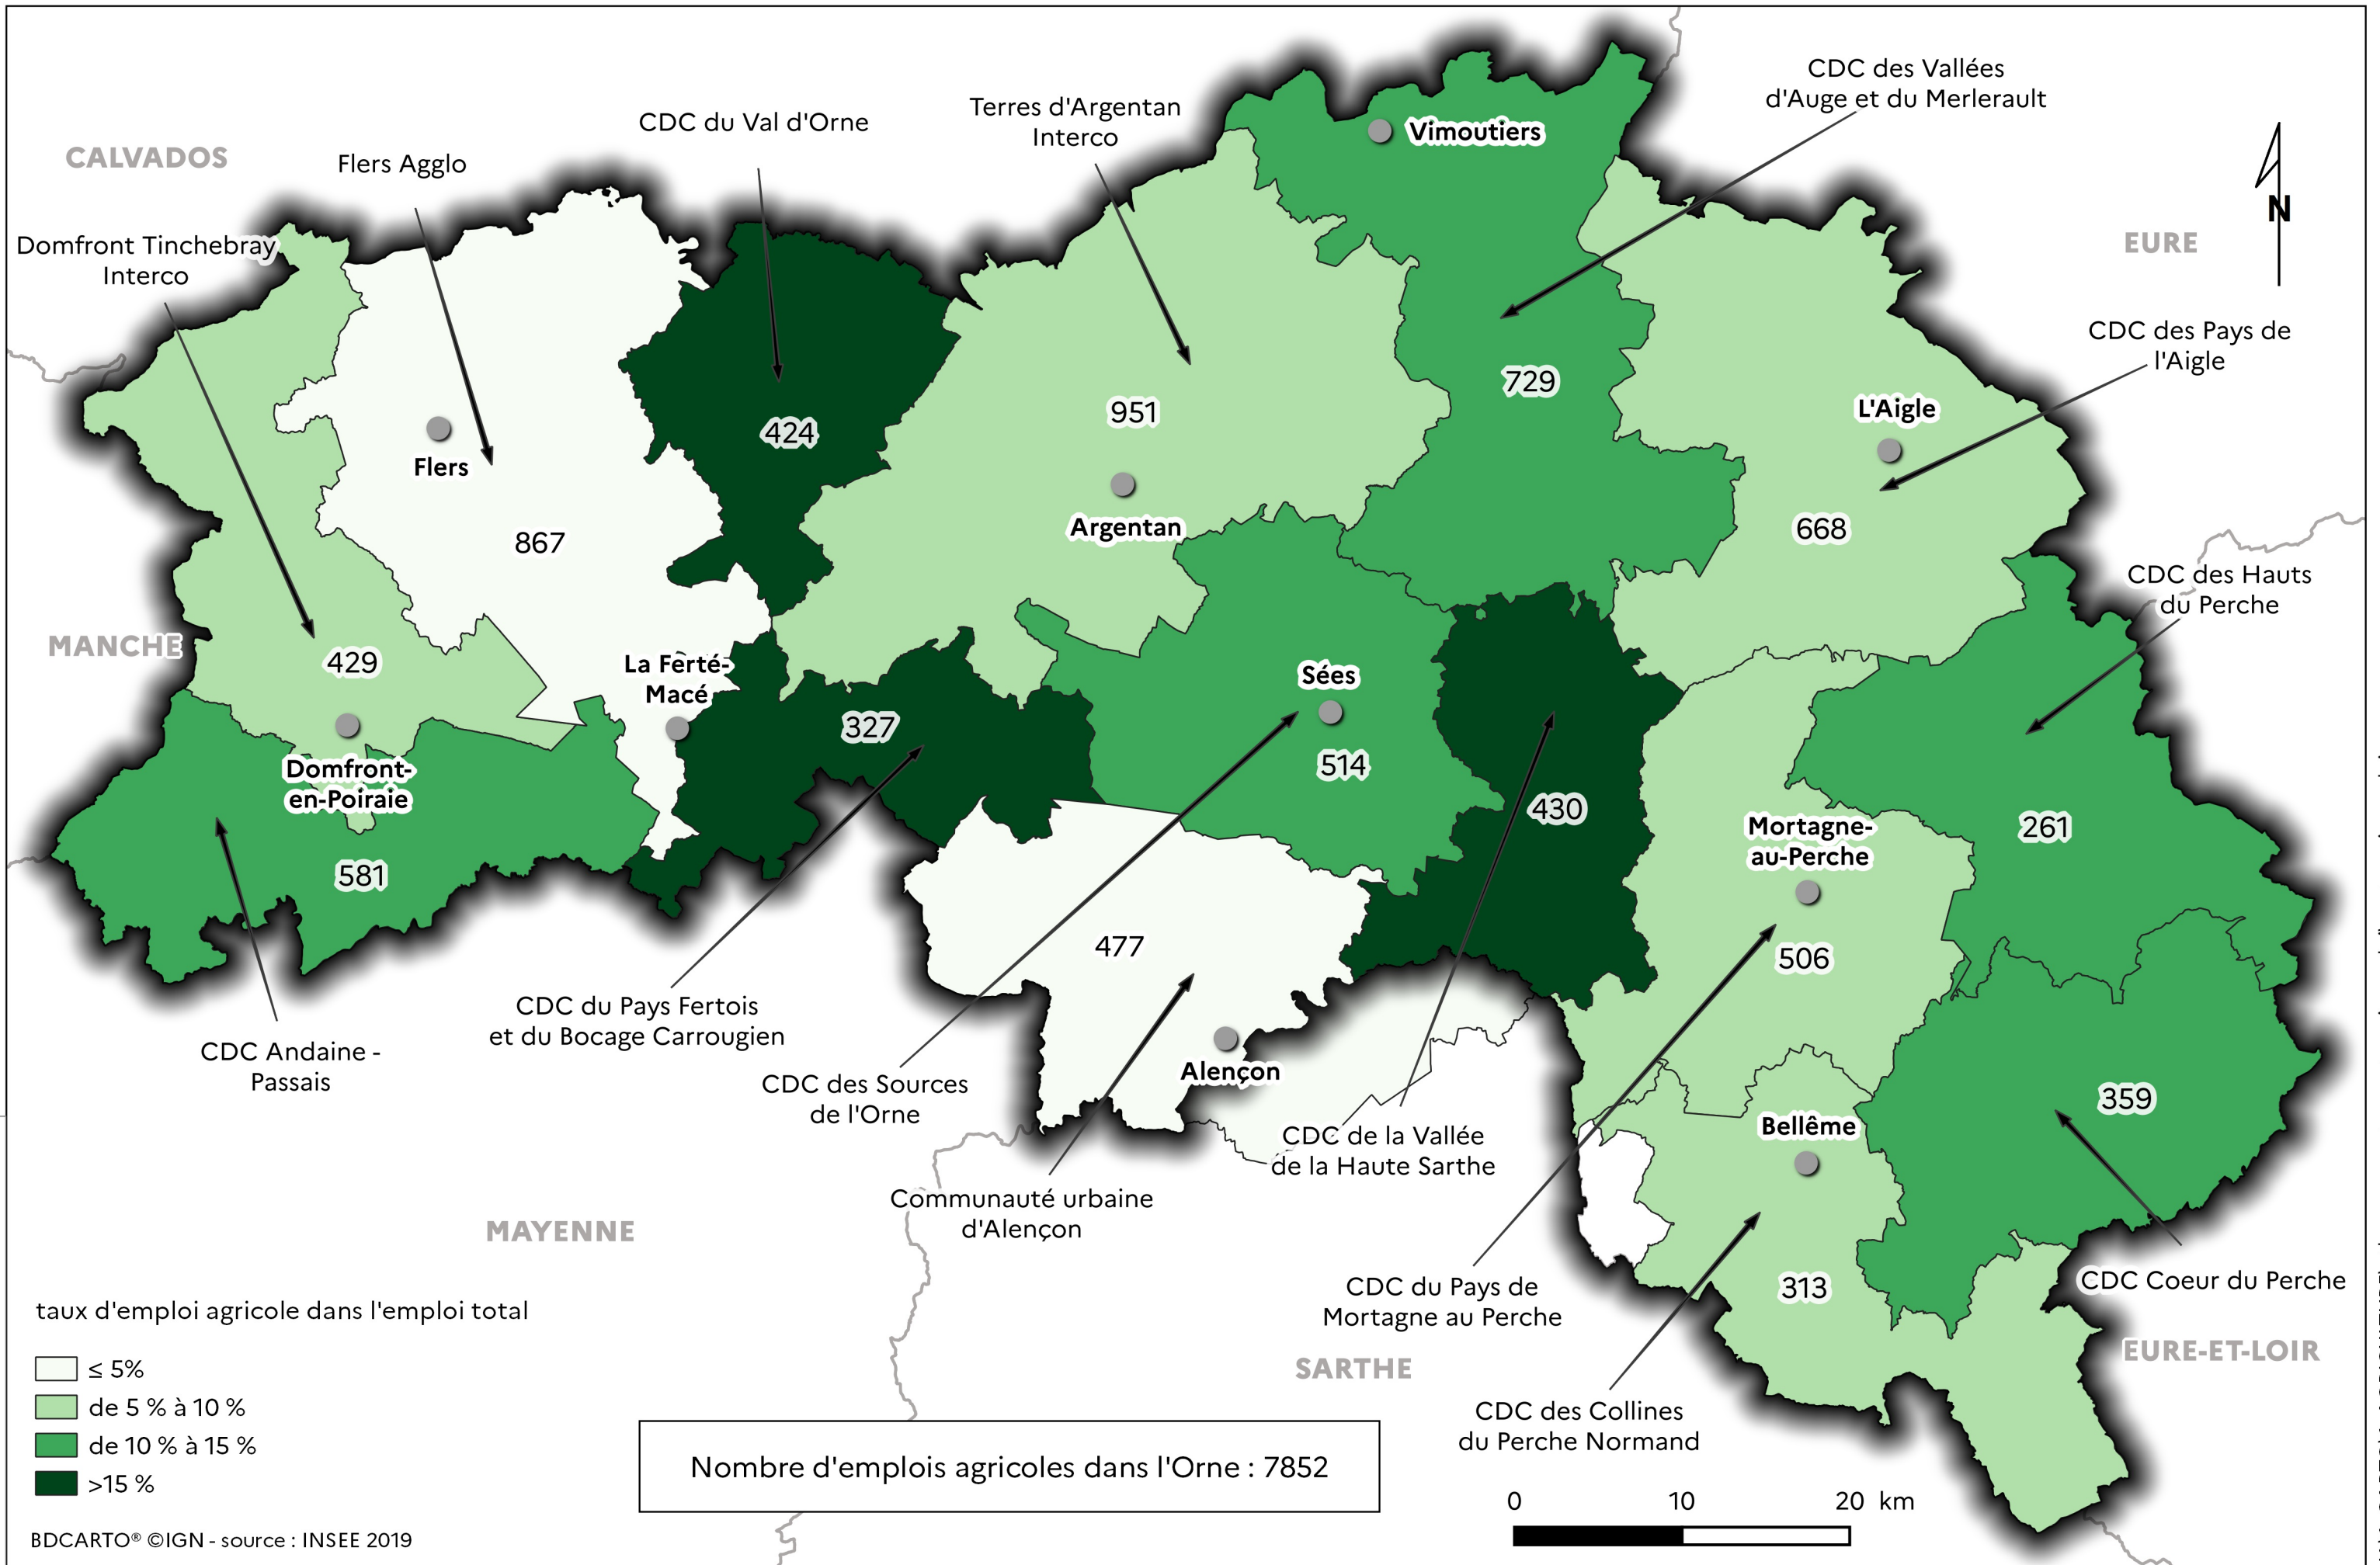 CDC des Vallées
d'Auge et du Merlerault
Terres d'Argentan
Interco
CDC du Val d'Orne
Vimoutiers
CALVADOS
Flers Agglo
N
EURE
Domfront Tinchebray
Interco
CDC des Pays de
l'Aigle
729
951
L'Aigle
424
Flers
Argentan
668
867
CDC des Hauts
du Perche
MANCHE
429
La Ferté-
Macé
Sées
327
514
Domfront-
en-Poiraie
430
Mortagne-
au-Perche
261
581
477
506
CDC du Pays Fertois
et du Bocage Carrougien
CDC Andaine -
Passais
Alençon
CDC des Sources
de l'Orne
359
Bellême
CDC de la Vallée
de la Haute Sarthe
Communauté urbaine
d'Alençon
MAYENNE
CDC du Pays de
Mortagne au Perche
313
CDC Coeur du Perche
EURE-ET-LOIR
SARTHE
CDC des Collines
du Perche Normand
taux d'emploi agricole dans l'emploi total
≤ 5%
de 5 % à 10 %
de 10 % à 15 %
>15 %
Nombre d'emplois agricoles dans l'Orne : 7852
0 10 20 km
BDCARTO® ©IGN - source : INSEE 2019